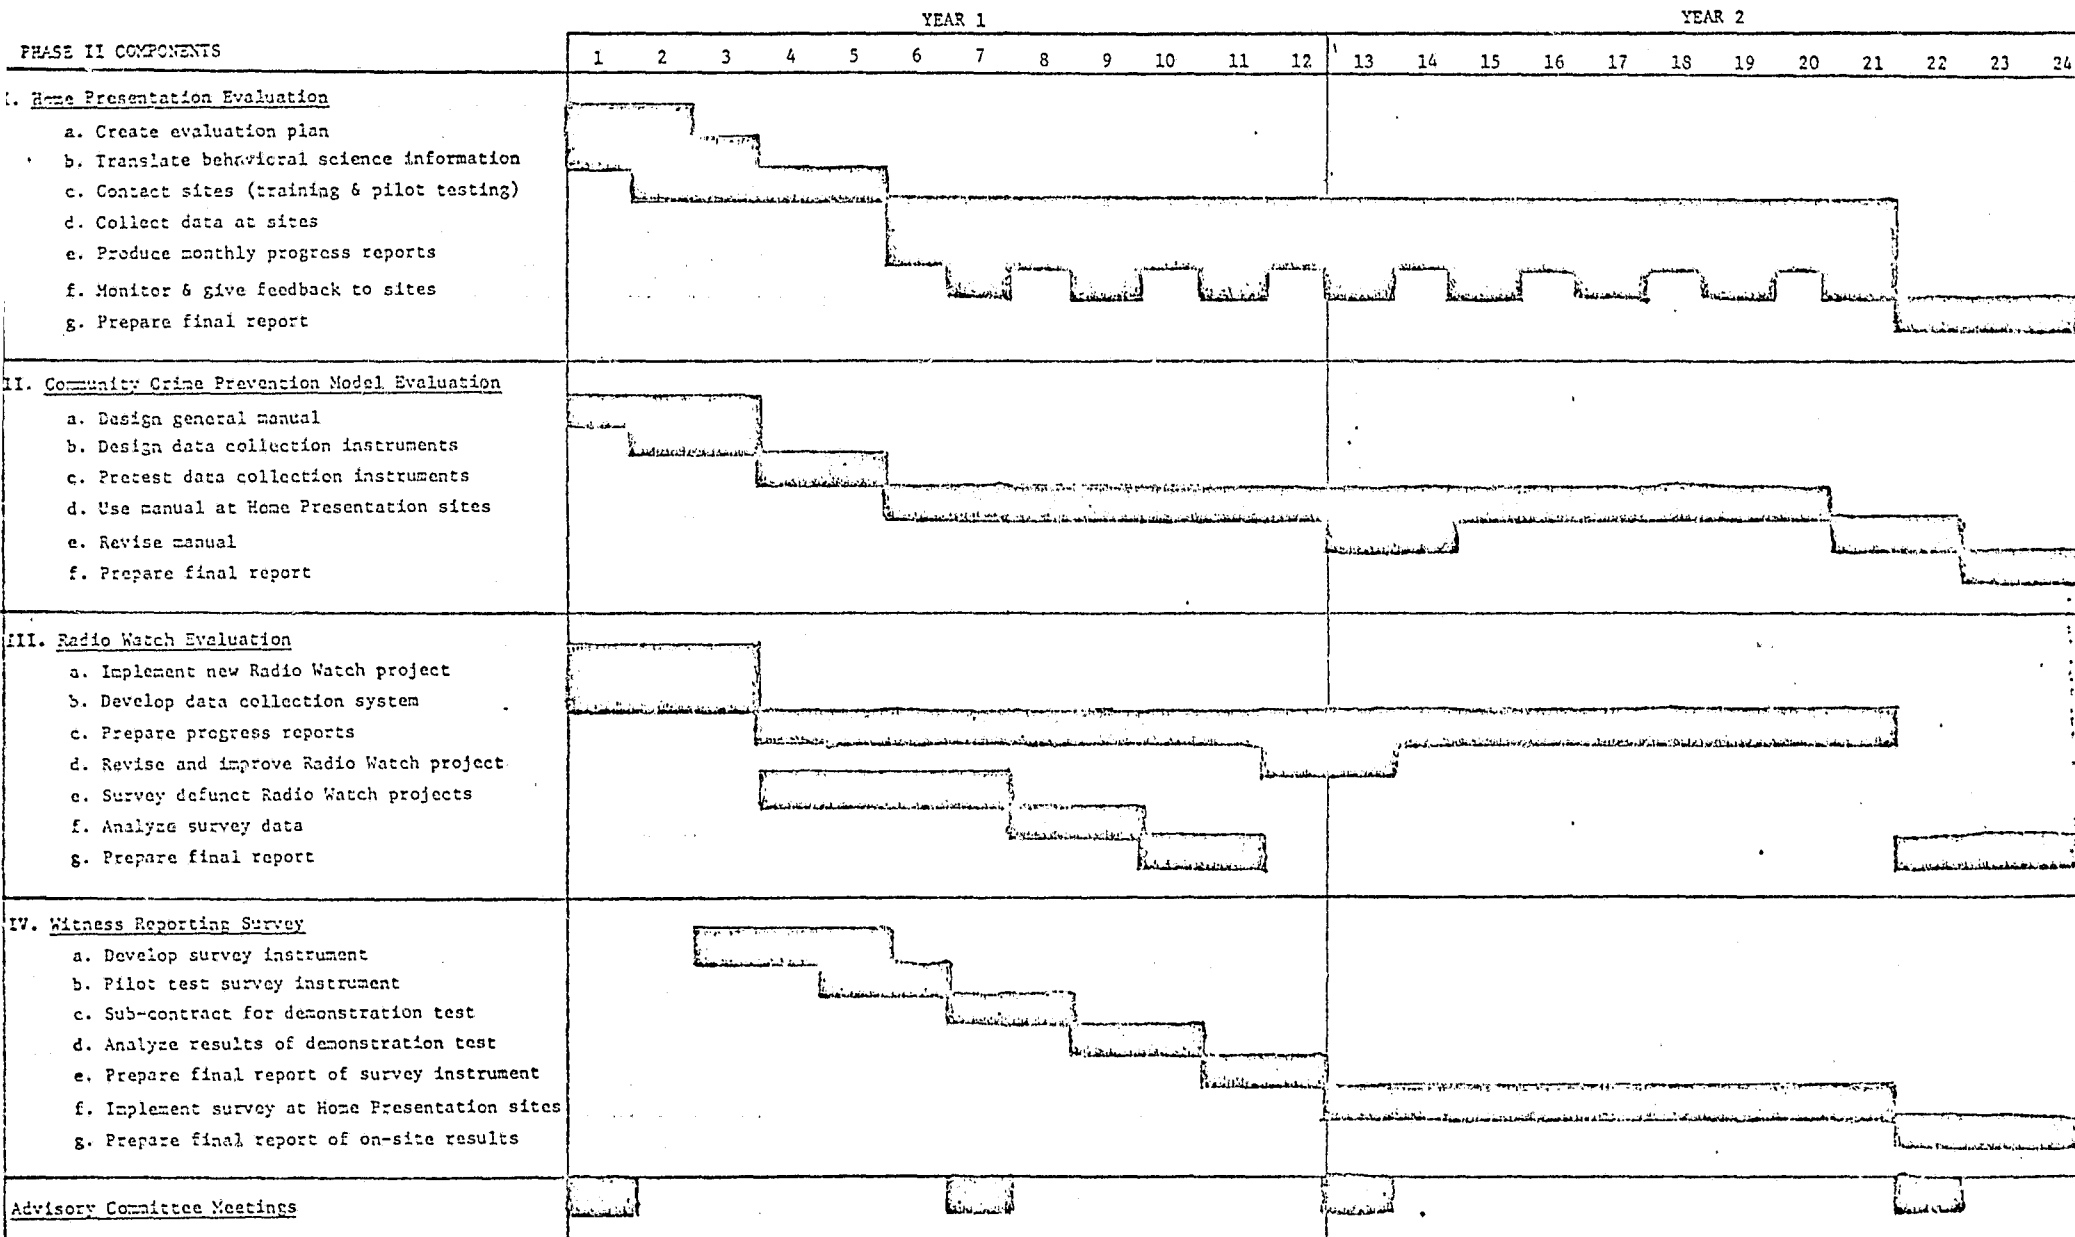 YEAR 1 YEAR 2
PHASE II COMPONENTS 1 2 3 4 5 6 7 8 9 10 11 12 13 14 15 16 17 18 19 20 21 22 23 24
I. Home Presentation Evaluation
a. Create evaluation plan
b. Translate behavioral science information
c. Contact sites (training & pilot testing)
d. Collect data at sites
e. Produce monthly progress reports
f. Monitor & give feedback to sites
g. Prepare final report
II. Community Crime Prevention Model Evaluation
a. Design general manual
b. Design data collection instruments
c. Pretest data collection instruments
d. Use manual at Home Presentation sites
e. Revise manual
f. Prepare final report
III. Radio Watch Evaluation
a. Implement new Radio Watch project
b. Develop data collection system
c. Prepare progress reports
d. Revise and improve Radio Watch project
e. Survey defunct Radio Watch projects
f. Analyze survey data
g. Prepare final report
IV. Witness Reporting Survey
a. Develop survey instrument
b. Pilot test survey instrument
c. Sub-contract for demonstration test
d. Analyze results of demonstration test
e. Prepare final report of survey instrument
f. Implement survey at Home Presentation sites
g. Prepare final report of on-site results
Advisory Committee Meetings